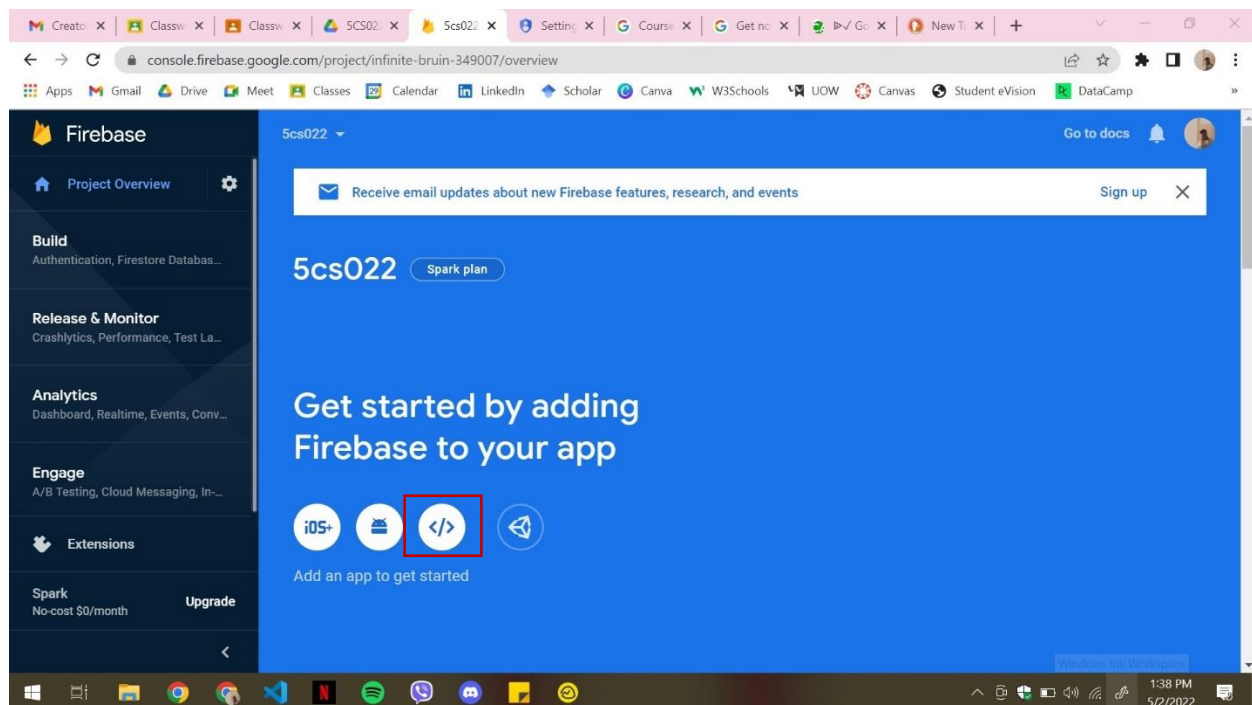 Creato
Classw
Classw
5CS02
5cs022
Setting
Course
Get no
Go
New T
console.firebase.google.com/project/infinite-bruin-349007/overview
Apps Gmail Drive Meet Classes Calendar LinkedIn Scholar Canva W3Schools UOW Canvas Student eVision DataCamp »
Firebase
5cs022
Go to docs
Project Overview
Receive email updates about new Firebase features, research, and events
Sign up
Build
Authentication, Firestore Databas...
5cs022
Spark plan
Release & Monitor
Crashlytics, Performance, Test La...
Analytics
Dashboard, Realtime, Events, Conv...
Get started by adding
Firebase to your app
Engage
A/B Testing, Cloud Messaging, In-...
iOS+
</>
Extensions
Add an app to get started
Spark
No-cost $0/month
Upgrade
Windows Ink Workspace
1:38 PM
5/2/2022